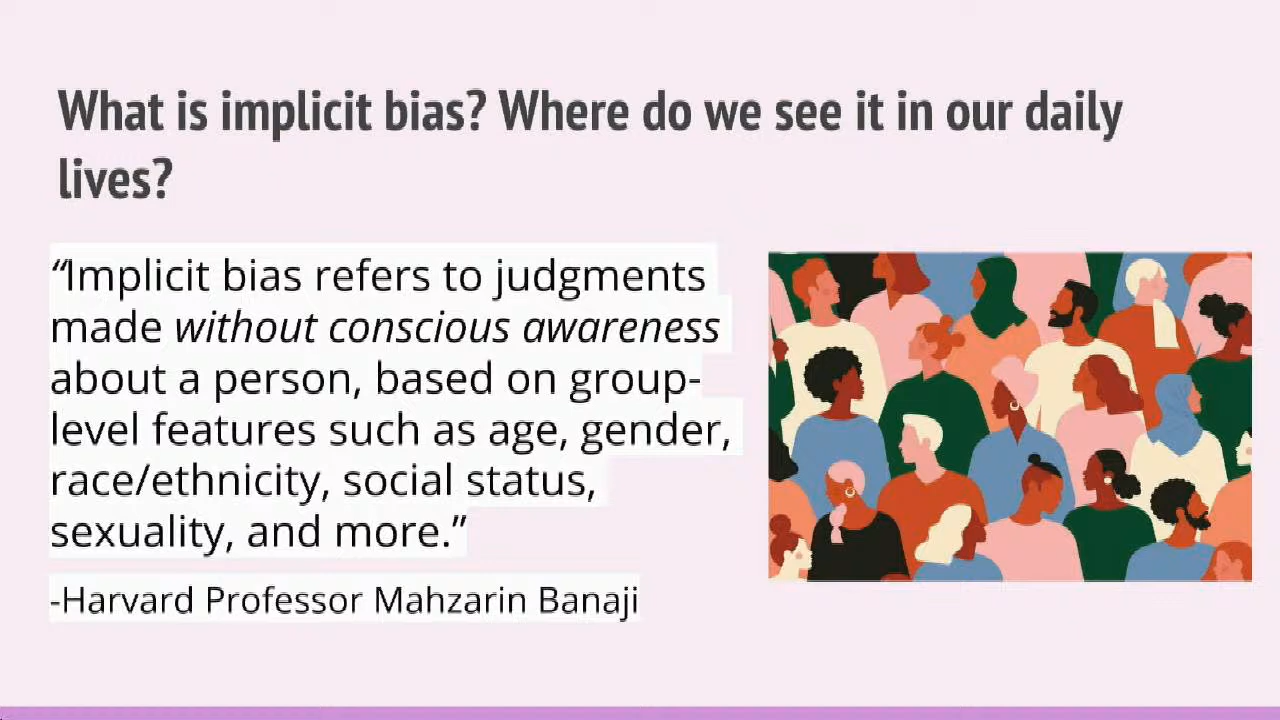 What is implicit bias? Where do we see it in our daily
lives?
“Implicit bias refers to judgments
made without conscious awareness
about a person, based on group-
level features such as age, gender,
race/ethnicity, social status,
sexuality, and more.”
-Harvard Professor Mahzarin Banaji